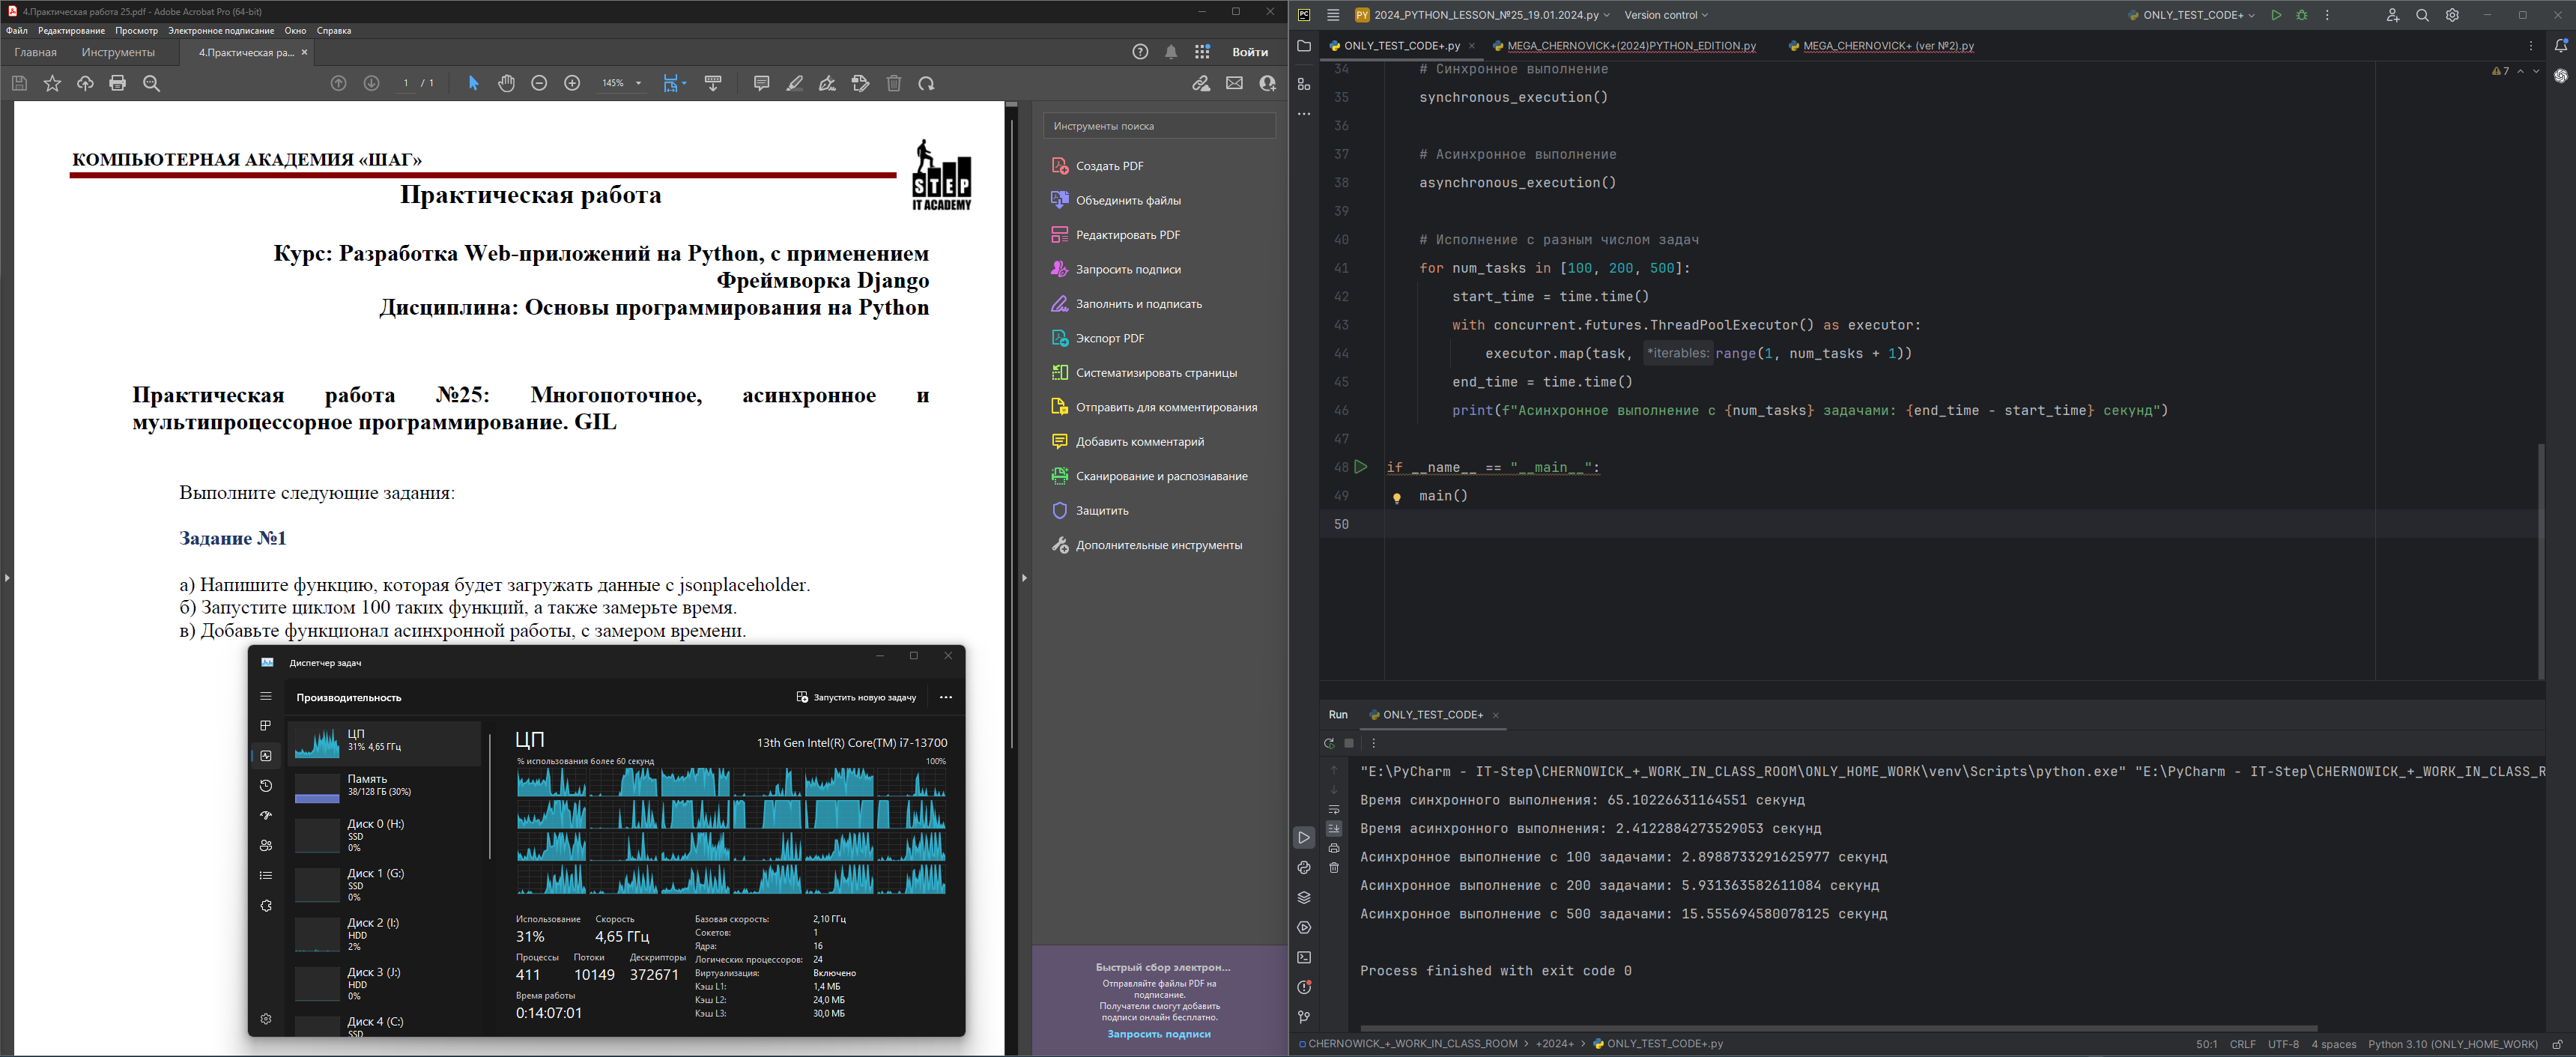 4.Практическая работа 25.pdf - Adobe Acrobat Pro (64-bit)
Файл Редактирование Просмотр Электронное подписание Окно Справка
Главная Инструменты 4.Практическая ра... ×
Войти
1 / 1
145%
КОМПЬЮТЕРНАЯ АКАДЕМИЯ «ШАГ»
STEP
IT ACADEMY
Практическая работа
Курс: Разработка Web-приложений на Python, с применением
Фреймворка Django
Дисциплина: Основы программирования на Python
Практическая работа №25: Многопоточное, асинхронное и
мультипроцессорное программирование. GIL
Выполните следующие задания:
Задание №1
а) Напишите функцию, которая будет загружать данные с jsonplaceholder.
б) Запустите циклом 100 таких функций, а также замерьте время.
в) Добавьте функционал асинхронной работы, с замером времени.
Инструменты поиска
Создать PDF
Объединить файлы
Редактировать PDF
Запросить подписи
Заполнить и подписать
Экспорт PDF
Систематизировать страницы
Отправить для комментирования
Добавить комментарий
Сканирование и распознавание
Защитить
Дополнительные инструменты
Быстрый сбор электрон...
Отправляйте файлы PDF на
подписание.
Получатели смогут добавить
подписи онлайн бесплатно.
Запросить подписи
Диспетчер задач
Производительность
Запустить новую задачу
ЦП
31% 4,65 ГГц
Память
38/128 ГБ (30%)
Диск 0 (H:)
SSD
0%
Диск 1 (G:)
SSD
0%
Диск 2 (I:)
HDD
2%
Диск 3 (J:)
HDD
0%
Диск 4 (C:)
SSD
ЦП
13th Gen Intel(R) Core(TM) i7-13700
% использования более 60 секунд 100%
Использование Скорость
31% 4,65 ГГц
Процессы Потоки Дескрипторы
411 10149 372671
Время работы
0:14:07:01
Базовая скорость: 2,10 ГГц
Сокетов: 1
Ядра: 16
Логических процессоров: 24
Виртуализация: Включено
Кэш L1: 1,4 МБ
Кэш L2: 24,0 МБ
Кэш L3: 30,0 МБ
PC
PY 2024_PYTHON_LESSON_№25_19.01.2024.py Version control
ONLY_TEST_CODE+
ONLY_TEST_CODE+.py × MEGA_CHERNOVICK+(2024)PYTHON_EDITION.py MEGA_CHERNOVICK+ (ver №2).py
7
34 # Синхронное выполнение
35 synchronous_execution()
36
37 # Асинхронное выполнение
38 asynchronous_execution()
39
40 # Исполнение с разным числом задач
41 for num_tasks in [100, 200, 500]:
42 start_time = time.time()
43 with concurrent.futures.ThreadPoolExecutor() as executor:
44 executor.map(task, *iterables: range(1, num_tasks + 1))
45 end_time = time.time()
46 print(f"Асинхронное выполнение с {num_tasks} задачами: {end_time - start_time} секунд")
47
48 if __name__ == "__main__":
49 main()
50
Run ONLY_TEST_CODE+ ×
"E:\PyCharm - IT-Step\CHERNOWICK_+_WORK_IN_CLASS_ROOM\ONLY_HOME_WORK\venv\Scripts\python.exe" "E:\PyCharm - IT-Step\CHERNOWICK_+_WORK_IN_CLASS_R
Время синхронного выполнения: 65.10226631164551 секунд
Время асинхронного выполнения: 2.4122884273529053 секунд
Асинхронное выполнение с 100 задачами: 2.8988733291625977 секунд
Асинхронное выполнение с 200 задачами: 5.931363582611084 секунд
Асинхронное выполнение с 500 задачами: 15.555694580078125 секунд
Process finished with exit code 0
CHERNOWICK_+_WORK_IN_CLASS_ROOM > +2024+ > ONLY_TEST_CODE+.py
50:1 CRLF UTF-8 4 spaces Python 3.10 (ONLY_HOME_WORK)